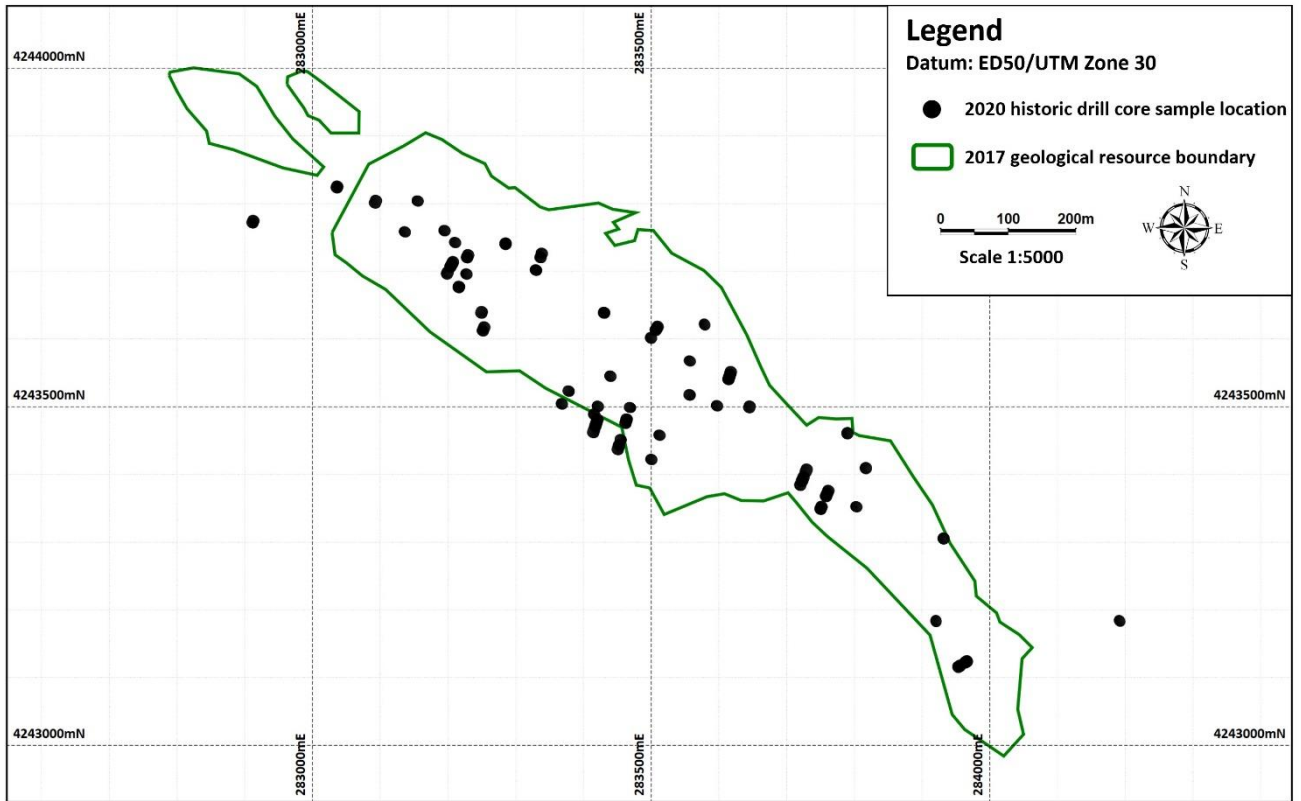 Legend
Datum: ED50/UTM Zone 30
2020 historic drill core sample location
2017 geological resource boundary
0 100 200m
Scale 1:5000
N
W E
S
283000mE
283500mE
4244000mN
4243500mN
4243500mN
4243000mN
4243000mN
283000mE
283500mE
284000mE